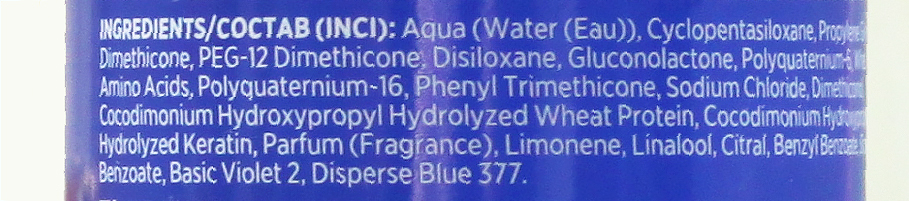 INGREDIENTS/СОСТАВ (INCI): Aqua (Water (Eau)), Cyclopentasiloxane, Propylene
Dimethicone, PEG-12 Dimethicone, Disiloxane, Gluconolactone, Polyquaternium-6,
Amino Acids, Polyquaternium-16, Phenyl Trimethicone, Sodium Chloride,
Cocodimonium Hydroxypropyl Hydrolyzed Wheat Protein, Cocodimonium
Hydrolyzed Keratin, Parfum (Fragrance), Limonene, Linalool, Citral, Benzyl Benzoate,
Benzoate, Basic Violet 2, Disperse Blue 377.